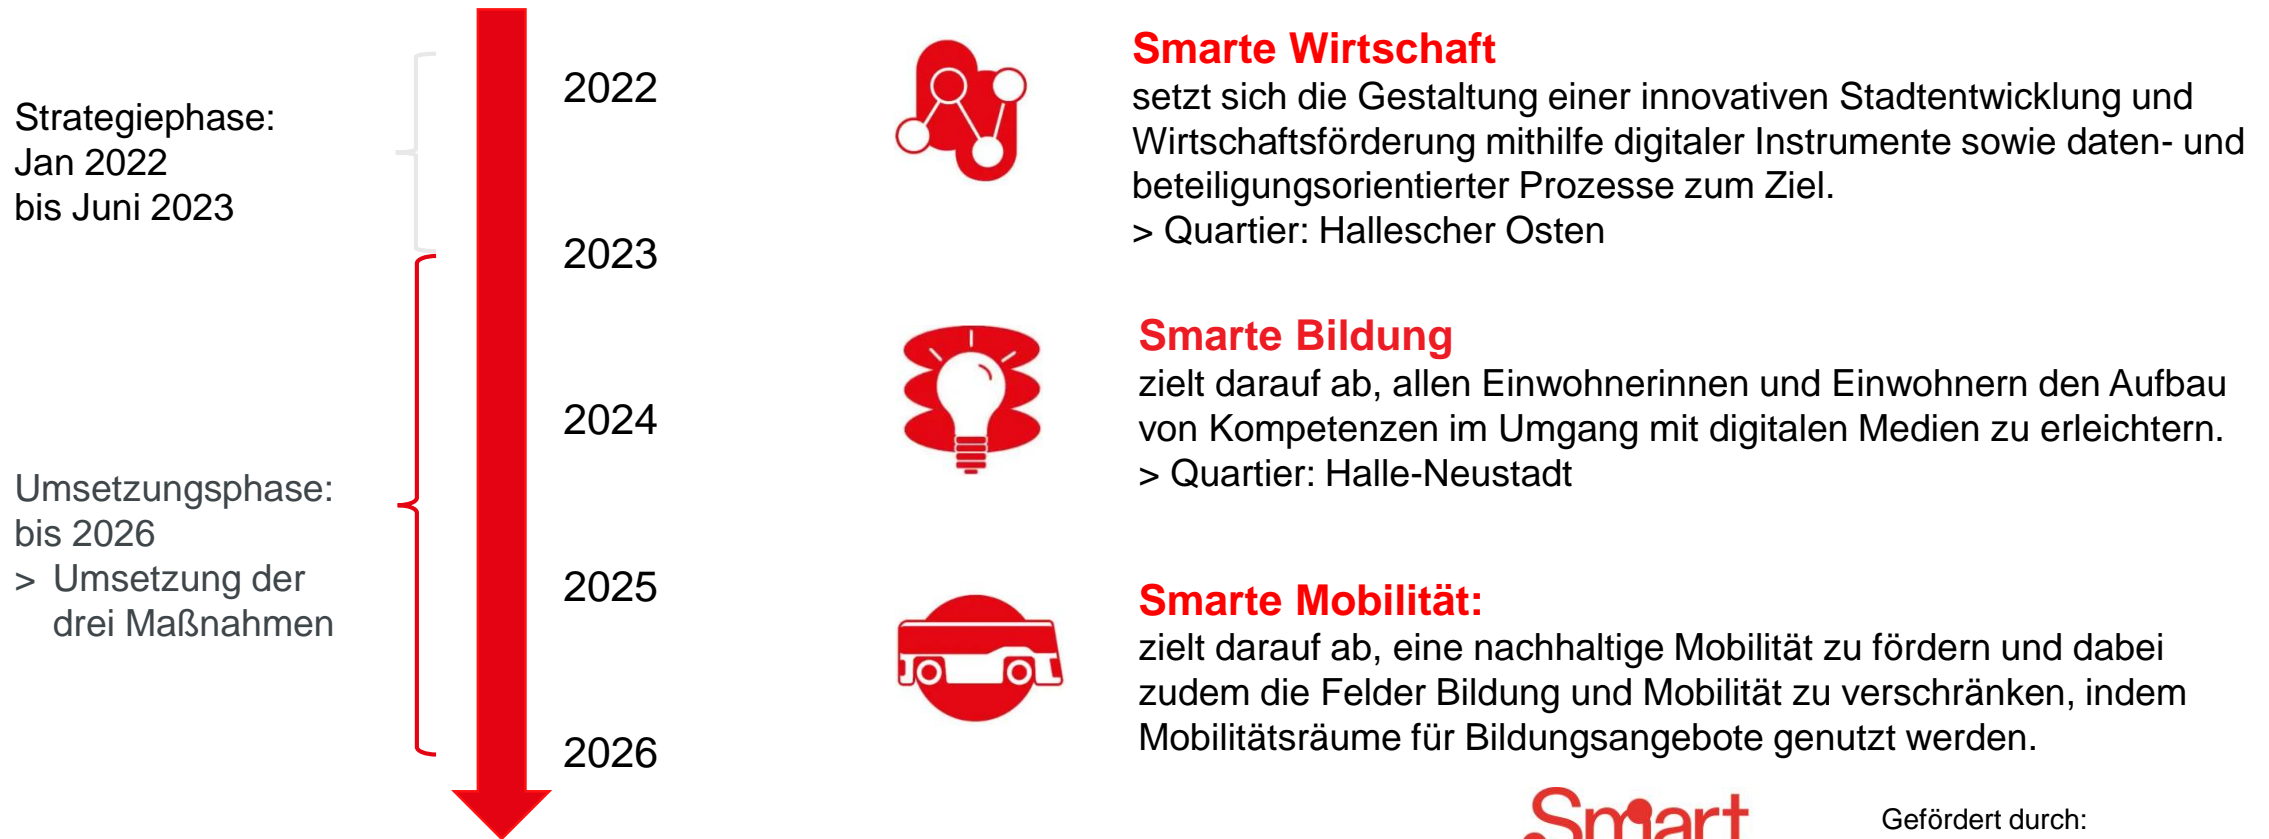 Strategiephase:
Jan 2022
bis Juni 2023
Umsetzungsphase:
bis 2026
> Umsetzung der
drei Maßnahmen
2022
2023
2024
2025
2026
Smarte Wirtschaft
setzt sich die Gestaltung einer innovativen Stadtentwicklung und
Wirtschaftsförderung mithilfe digitaler Instrumente sowie daten- und
beteiligungsorientierter Prozesse zum Ziel.
> Quartier: Hallescher Osten
Smarte Bildung
zielt darauf ab, allen Einwohnerinnen und Einwohnern den Aufbau
von Kompetenzen im Umgang mit digitalen Medien zu erleichtern.
> Quartier: Halle-Neustadt
Smarte Mobilität:
zielt darauf ab, eine nachhaltige Mobilität zu fördern und dabei
zudem die Felder Bildung und Mobilität zu verschränken, indem
Mobilitätsräume für Bildungsangebote genutzt werden.
Smart
Gefördert durch: